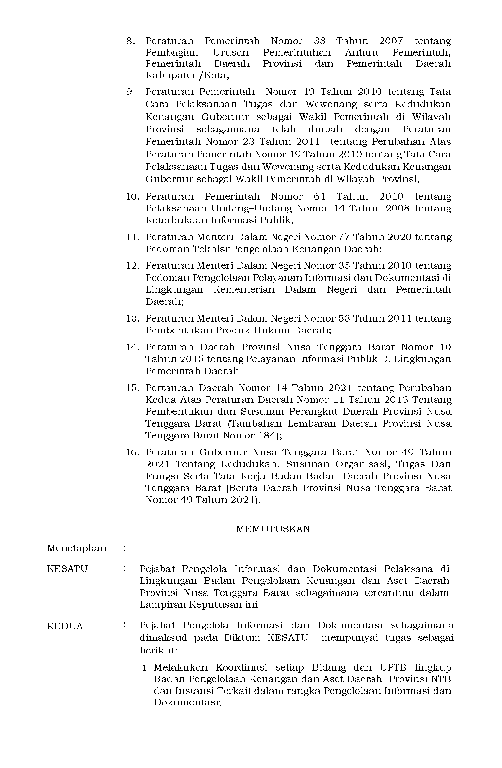 8. Peraturan Pemerintah Nomor 38 Tahun 2007 tentang
Pembagian Urusan Pemerintahan Antara Pemerintah,
Pemerintah Daerah Provinsi dan Pemerintah Daerah
Kabupaten/Kota;
9. Peraturan Pemerintah Nomor 19 Tahun 2010 tentang Tata
Cara Pelaksanaan Tugas dan Wewenang serta Kedudukan
Keuangan Gubernur sebagai Wakil Pemerintah di Wilayah
Provinsi sebagaimana telah diubah dengan Peraturan
Pemerintah Nomor 23 Tahun 2011 tentang Perubahan Atas
Peraturan Pemerintah Nomor 19 Tahun 2010 tentang Tata Cara
Pelaksanaan Tugas dan Wewenang serta Kedudukan Keuangan
Gubernur sebagai Wakil Pemerintah di Wilayah Provinsi;
10. Peraturan Pemerintah Nomor 61 Tahun 2010 tentang
Pelaksanaan Undang-Undang Nomor 14 Tahun 2008 tentang
Keterbukaan Informasi Publik;
11. Peraturan Menteri Dalam Negeri Nomor 77 Tahun 2020 tentang
Pedoman Teknis Pengelolaan Keuangan Daerah;
12. Peraturan Menteri Dalam Negeri Nomor 35 Tahun 2010 tentang
Pedoman Pengelolaan Pelayanan Informasi dan Dokumentasi di
Lingkungan Kementerian Dalam Negeri dan Pemerintah
Daerah;
13. Peraturan Menteri Dalam Negeri Nomor 53 Tahun 2011 tentang
Pembentukan Produk Hukum Daerah;
14. Peraturan Daerah Provinsi Nusa Tenggara Barat Nomor 10
Tahun 2015 tentang Pelayanan Informasi Publik Di Lingkungan
Pemerintah Daerah
15. Pertauran Daerah Nomor 14 Tahun 2021 tentang Perubahan
Kedua Atas Peraturan Daerah Nomor 11 Tahun 2016 Tentang
Pembentukan dan Susunan Perangkat Daerah Provinsi Nusa
Tenggara Barat (Tambahan Lembaran Daerah Provinsi Nusa
Tenggara Barat Nomor 184);
16. Peraturan Gubernur Nusa Tenggara Barat Nomor 49 Tahun
2021 Tentang Kedudukan, Susunan Organisasi, Tugas Dan
Fungsi Serta Tata Kerja Badan-Badan Daerah Provinsi Nusa
Tenggara Barat (Berita Daerah Provinsi Nusa Tenggara Barat
Nomor 49 Tahun 2021).
MEMUTUSKAN
Menetapkan :
KESATU : Pejabat Pengelola Informasi dan Dokumentasi Pelaksana di
Lingkungan Badan Pengelolaan Keuangan dan Aset Daerah
Provinsi Nusa Tenggara Barat sebagaimana tercantum dalam
Lampiran Keputusan ini
KEDUA : Pejabat Pengelola Informasi dan Dokumentasi sebagaimana
dimaksud pada Diktum KESATU mempunyai tugas sebagai
berikut:
1. Melakukan Koordinasi setiap Bidang dan UPTB lingkup
Badan Pengelolaan Keuangan dan Aset Daerah Provinsi NTB
dan Instansi Terkait dalam rangka Pengelolaan Informasi dan
Dokumentasi;